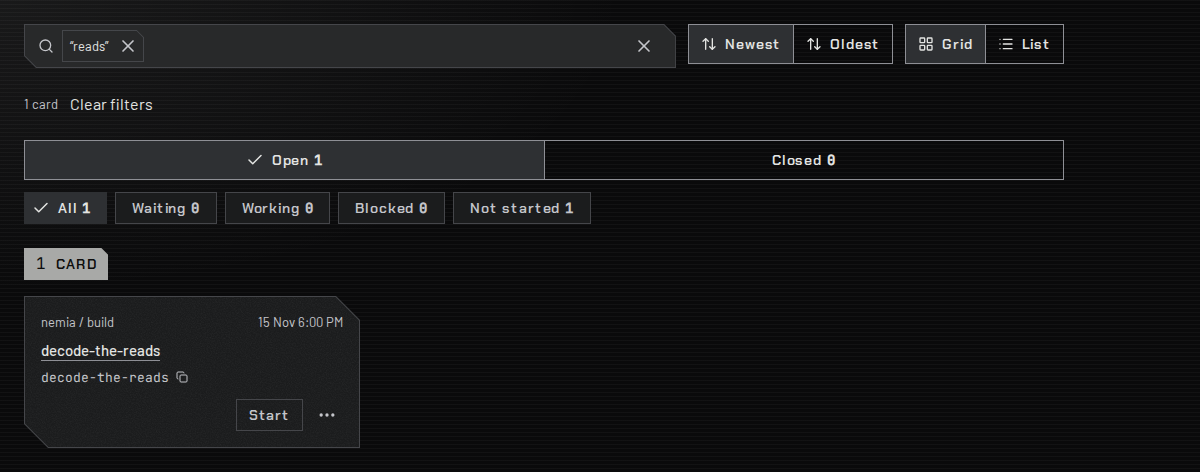 "reads"
Newest
Oldest
Grid
List
1 card Clear filters
Open 1
Closed 0
All 1
Waiting 0
Working 0
Blocked 0
Not started 1
1 CARD
nemia / build
15 Nov 6:00 PM
decode-the-reads
decode-the-reads
Start